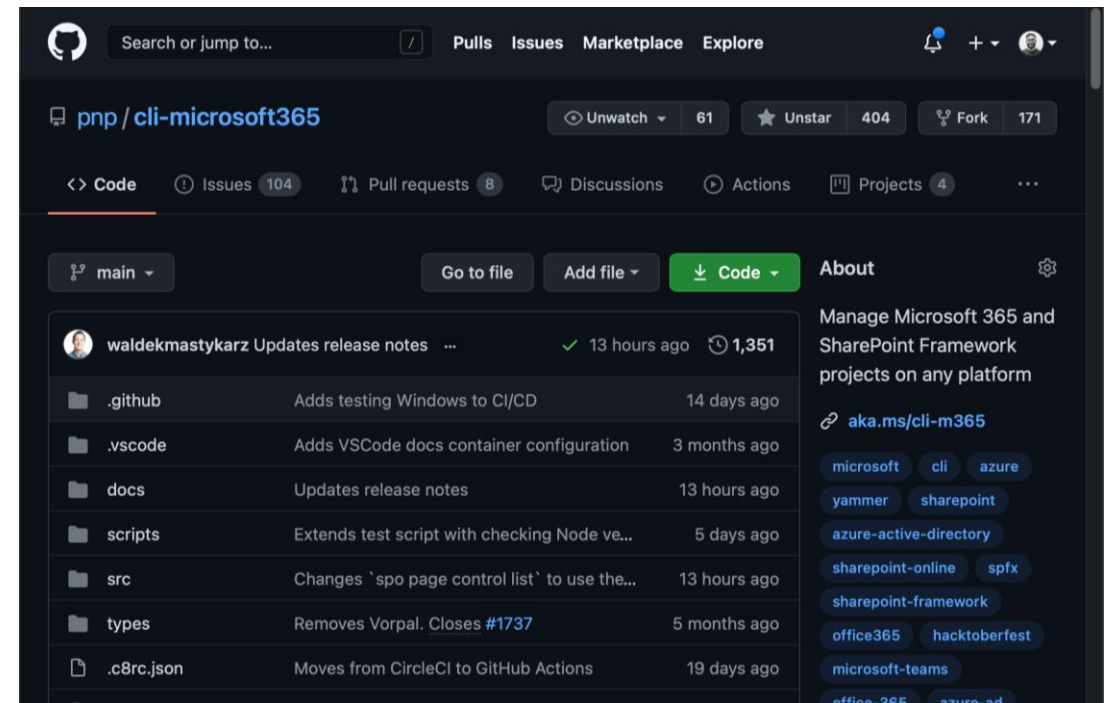 Search or jump to... / Pulls Issues Marketplace Explore
pnp / cli-microsoft365 Unwatch 61 Unstar 404 Fork 171
<> Code Issues 104 Pull requests 8 Discussions Actions Projects 4 ...
main Go to file Add file Code
waldekmastykarz Updates release notes ... 13 hours ago 1,351
.github Adds testing Windows to CI/CD 14 days ago
.vscode Adds VSCode docs container configuration 3 months ago
docs Updates release notes 13 hours ago
scripts Extends test script with checking Node ve... 5 days ago
src Changes `spo page control list` to use the... 13 hours ago
types Removes Vorpal. Closes #1737 5 months ago
.c8rc.json Moves from CircleCI to GitHub Actions 19 days ago
About
Manage Microsoft 365 and
SharePoint Framework
projects on any platform
aka.ms/cli-m365
microsoft cli azure
yammer sharepoint
azure-active-directory
sharepoint-online spfx
sharepoint-framework
office365 hacktoberfest
microsoft-teams
office-365 azure-ad